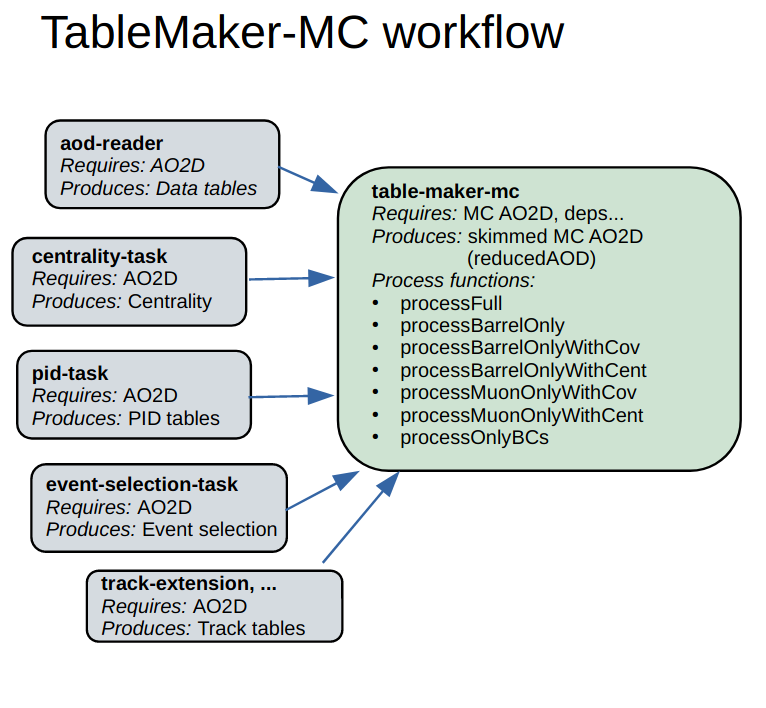 TableMaker-MC workflow
aod-reader
Requires: AO2D
Produces: Data tables
centrality-task
Requires: AO2D
Produces: Centrality
pid-task
Requires: AO2D
Produces: PID tables
event-selection-task
Requires: AO2D
Produces: Event selection
track-extension, ...
Requires: AO2D
Produces: Track tables
table-maker-mc
Requires: MC AO2D, deps...
Produces: skimmed MC AO2D
(reducedAOD)
Process functions:
• processFull
• processBarrelOnly
• processBarrelOnlyWithCov
• processBarrelOnlyWithCent
• processMuonOnlyWithCov
• processMuonOnlyWithCent
• processOnlyBCs